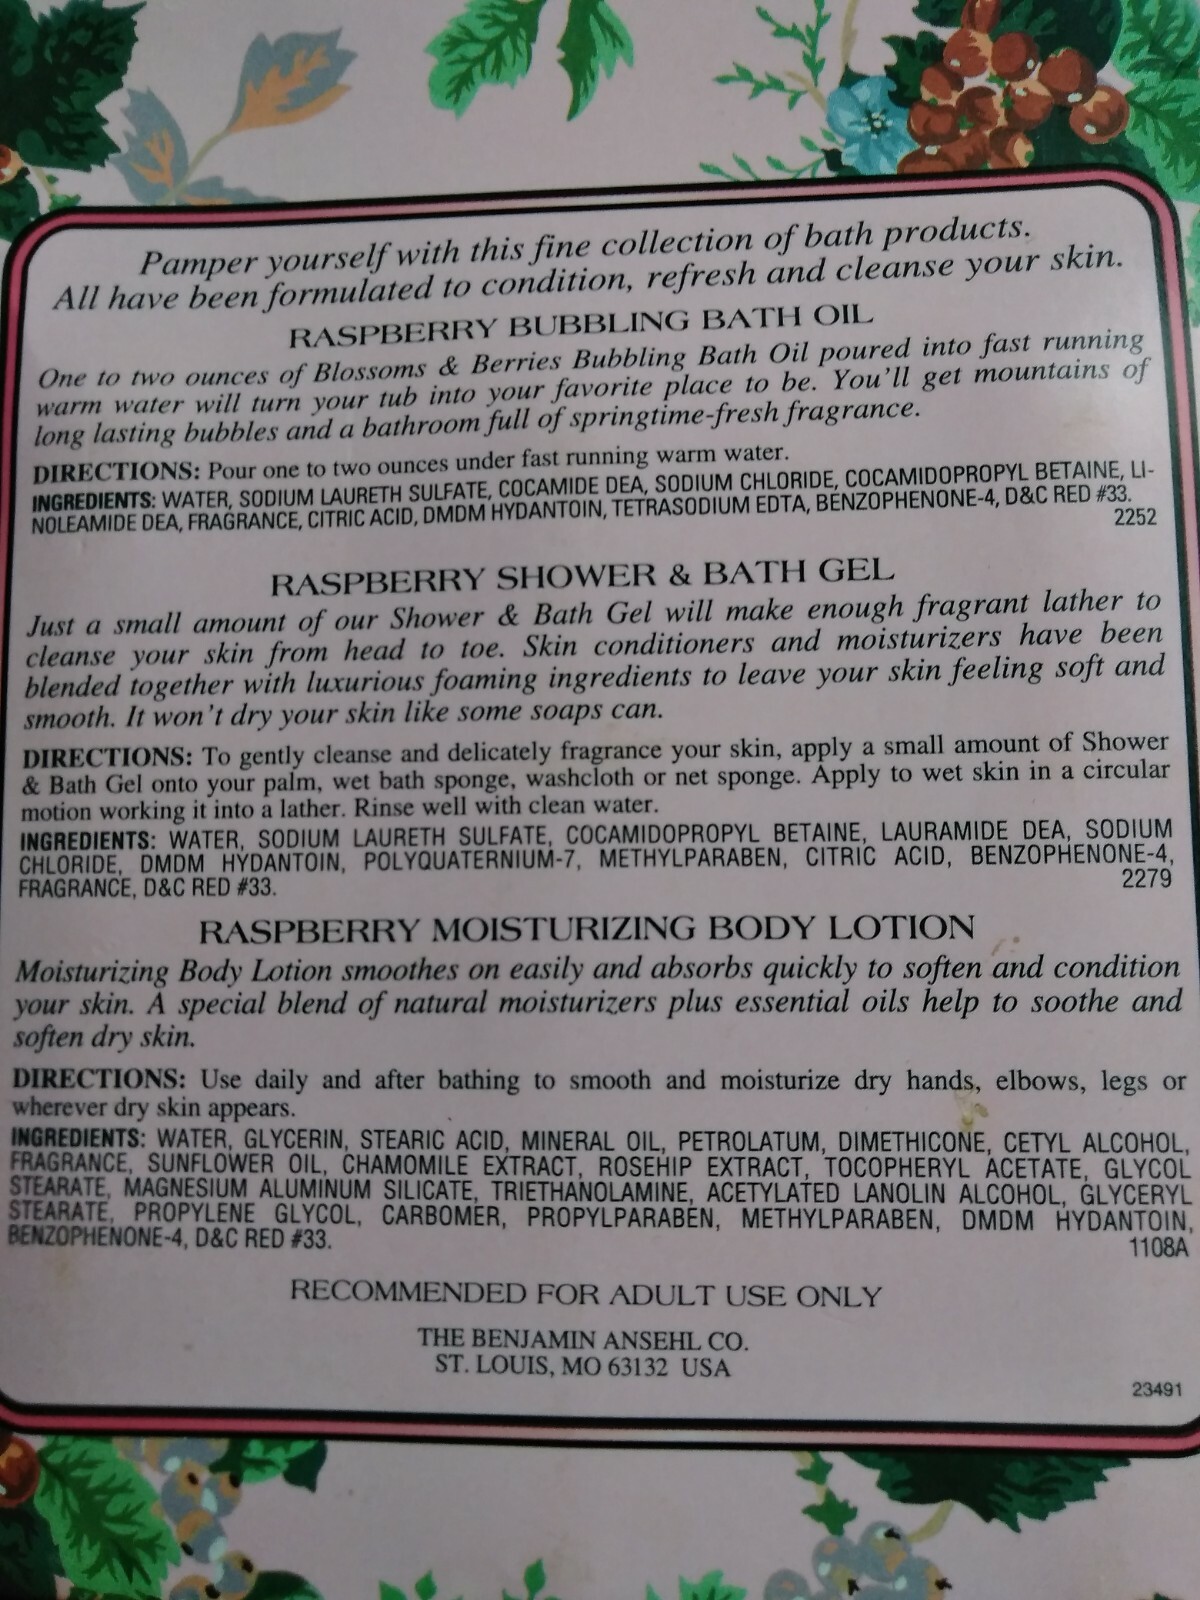 Pamper yourself with this fine collection of bath products.
All have been formulated to condition, refresh and cleanse your skin.
RASPBERRY BUBBLING BATH OIL
One to two ounces of Blossoms & Berries Bubbling Bath Oil poured into fast running
warm water will turn your tub into your favorite place to be. You'll get mountains of
long lasting bubbles and a bathroom full of springtime-fresh fragrance.
DIRECTIONS: Pour one to two ounces under fast running warm water.
INGREDIENTS: WATER, SODIUM LAURETH SULFATE, COCAMIDE DEA, SODIUM CHLORIDE, COCAMIDOPROPYL BETAINE, LI-
NOLEAMIDE DEA, FRAGRANCE, CITRIC ACID, DMDM HYDANTOIN, TETRASODIUM EDTA, BENZOPHENONE-4, D&C RED #33.
2252
RASPBERRY SHOWER & BATH GEL
Just a small amount of our Shower & Bath Gel will make enough fragrant lather to
cleanse your skin from head to toe. Skin conditioners and moisturizers have been
blended together with luxurious foaming ingredients to leave your skin feeling soft and
smooth. It won't dry your skin like some soaps can.
DIRECTIONS: To gently cleanse and delicately fragrance your skin, apply a small amount of Shower
& Bath Gel onto your palm, wet bath sponge, washcloth or net sponge. Apply to wet skin in a circular
motion working it into a lather. Rinse well with clean water.
INGREDIENTS: WATER, SODIUM LAURETH SULFATE, COCAMIDOPROPYL BETAINE, LAURAMIDE DEA, SODIUM
CHLORIDE, DMDM HYDANTOIN, POLYQUATERNIUM-7, METHYLPARABEN, CITRIC ACID, BENZOPHENONE-4,
FRAGRANCE, D&C RED #33. 2279
RASPBERRY MOISTURIZING BODY LOTION
Moisturizing Body Lotion smoothes on easily and absorbs quickly to soften and condition
your skin. A special blend of natural moisturizers plus essential oils help to soothe and
soften dry skin.
DIRECTIONS: Use daily and after bathing to smooth and moisturize dry hands, elbows, legs or
wherever dry skin appears.
INGREDIENTS: WATER, GLYCERIN, STEARIC ACID, MINERAL OIL, PETROLATUM, DIMETHICONE, CETYL ALCOHOL,
FRAGRANCE, SUNFLOWER OIL, CHAMOMILE EXTRACT, ROSEHIP EXTRACT, TOCOPHERYL ACETATE, GLYCOL
STEARATE, MAGNESIUM ALUMINUM SILICATE, TRIETHANOLAMINE, ACETYLATED LANOLIN ALCOHOL, GLYCERYL
STEARATE, PROPYLENE GLYCOL, CARBOMER, PROPYLPARABEN, METHYLPARABEN, DMDM HYDANTOIN,
BENZOPHENONE-4, D&C RED #33. 1108A
RECOMMENDED FOR ADULT USE ONLY
THE BENJAMIN ANSEHL CO.
ST. LOUIS, MO 63132 USA
23491